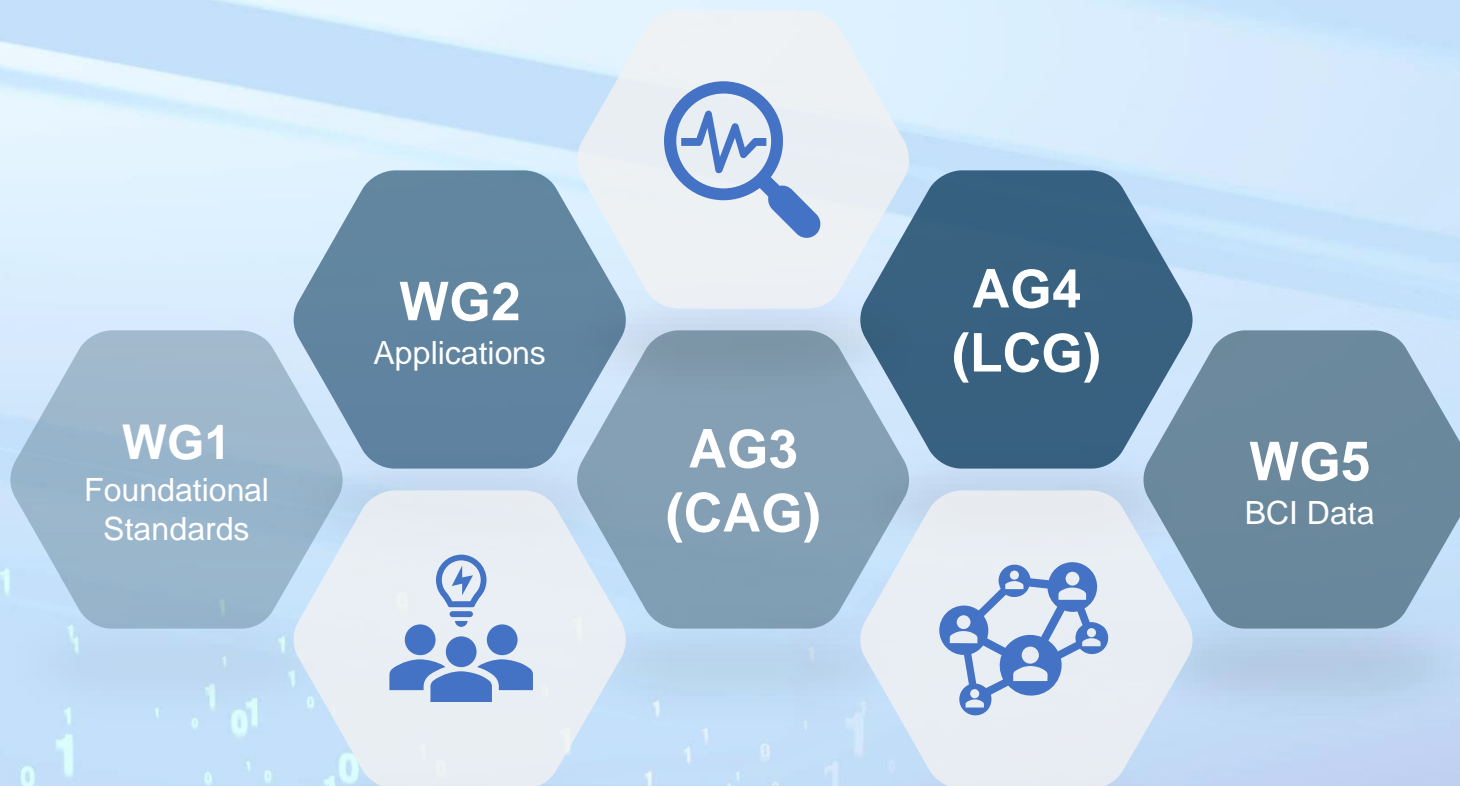 WG1
Foundational
Standards
WG2
Applications
AG3
(CAG)
AG4
(LCG)
WG5
BCI Data